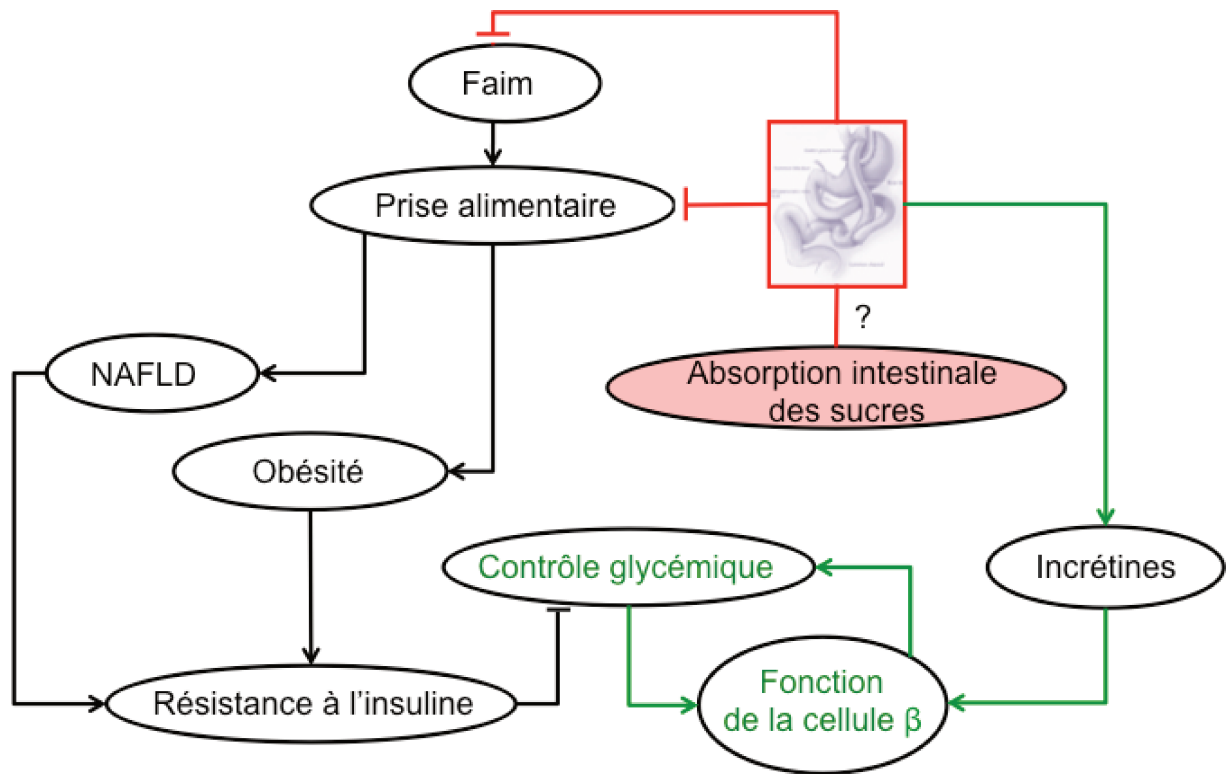 Faim
Prise alimentaire
?
NAFLD
Absorption intestinale
des sucres
Obésité
Contrôle glycémique
Incrétines
Résistance à l’insuline
Fonction
de la cellule β